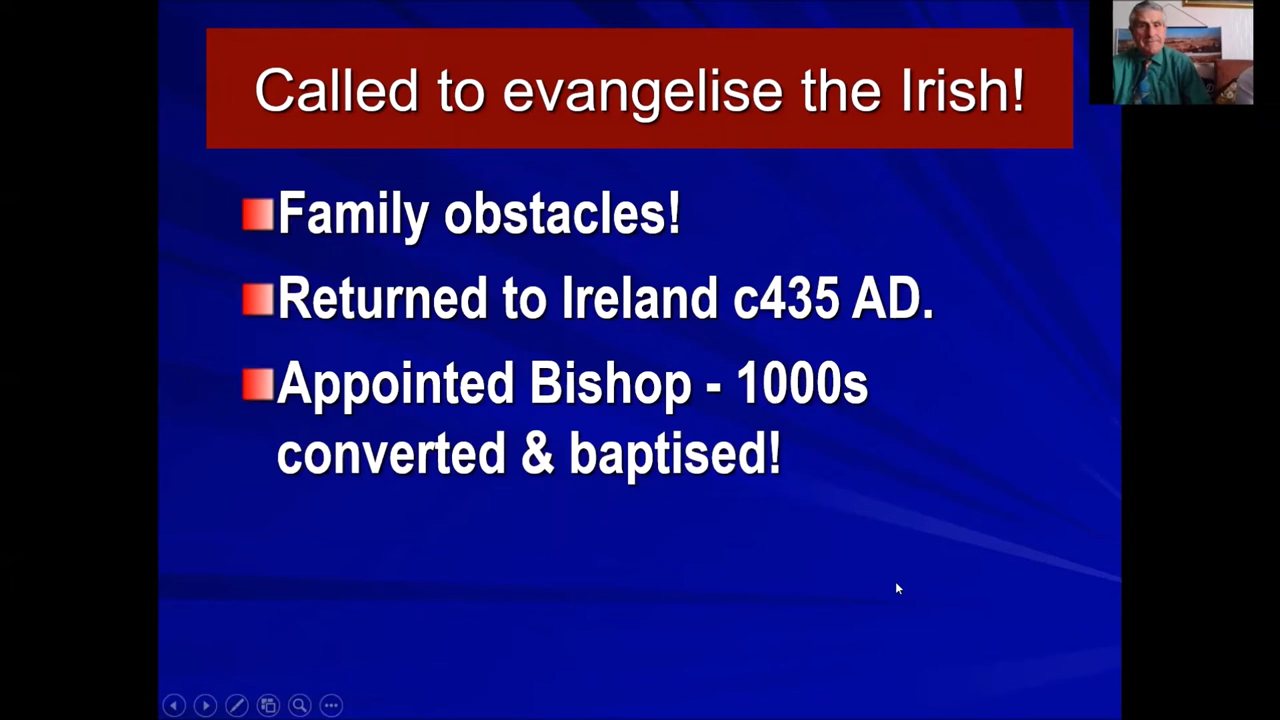 Called to evangelise the Irish!
Family obstacles!
Returned to Ireland c435 AD.
Appointed Bishop - 1000s
converted & baptised!